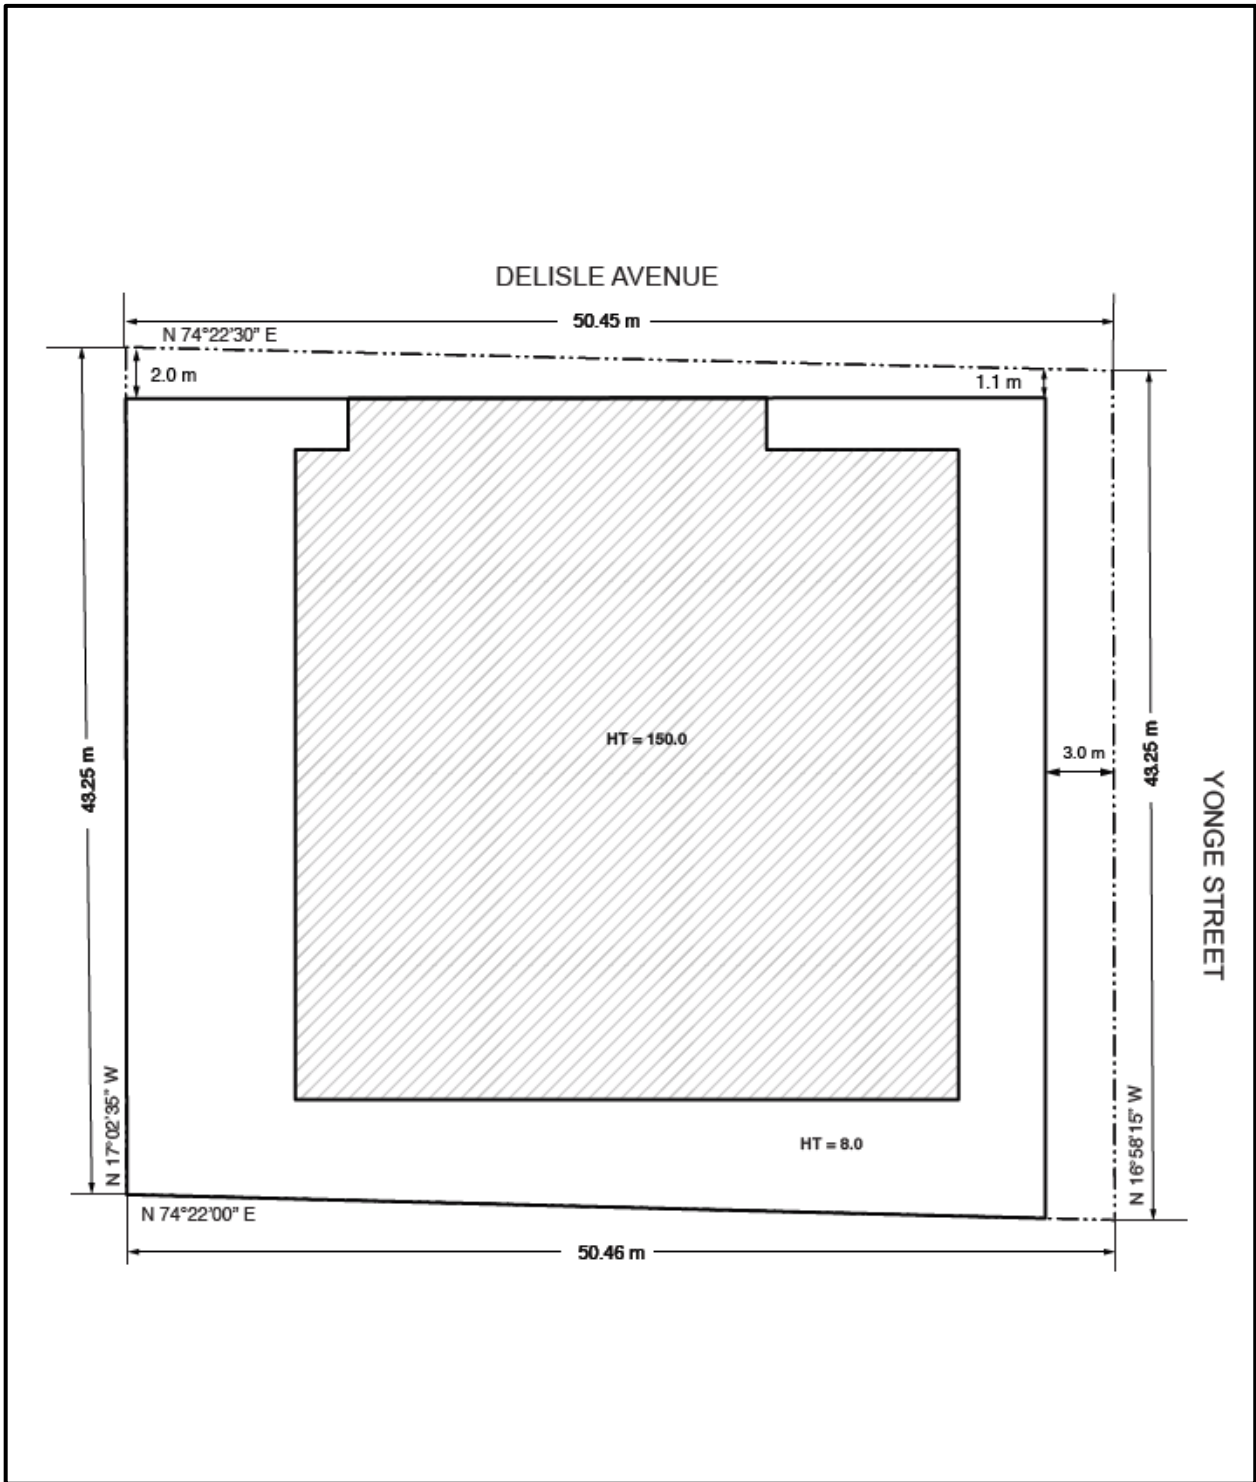 DELISLE AVENUE
50.45 m
N 74°22'30" E
2.0 m
1.1 m
HT = 150.0
43.25 m
3.0 m
43.25 m
YONGE STREET
N 17°02'35" W
N 16°58'15" W
HT = 8.0
N 74°22'00" E
50.46 m